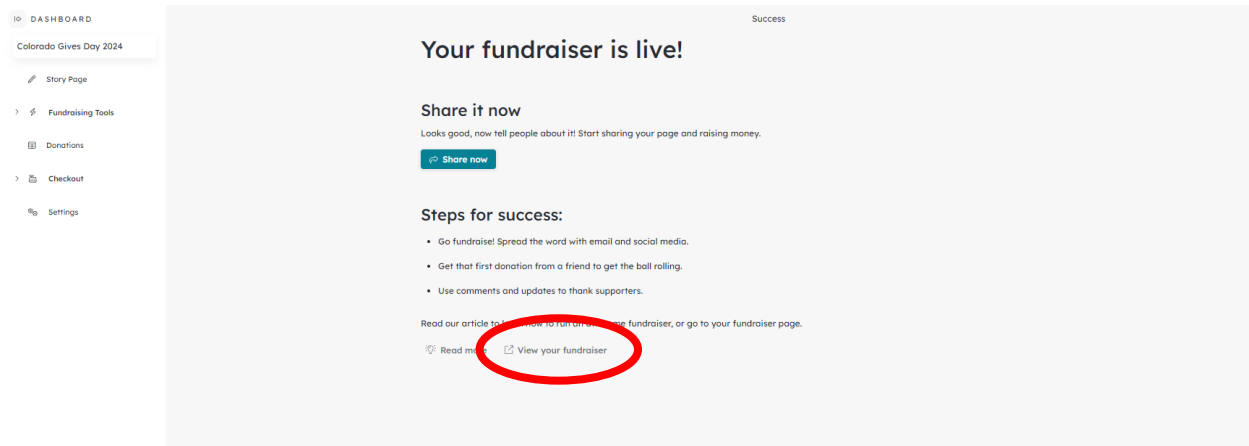 DASHBOARD
Colorado Gives Day 2024
Story Page
Fundraising Tools
Donations
Checkout
Settings
Success
Your fundraiser is live!
Share it now
Looks good, now tell people about it! Start sharing your page and raising money.
Share now
Steps for success:
• Go fundraise! Spread the word with email and social media.
• Get that first donation from a friend to get the ball rolling.
• Use comments and updates to thank supporters.
Read our article to how to run an fundraiser, or go to your fundraiser page.
Read View your fundraiser